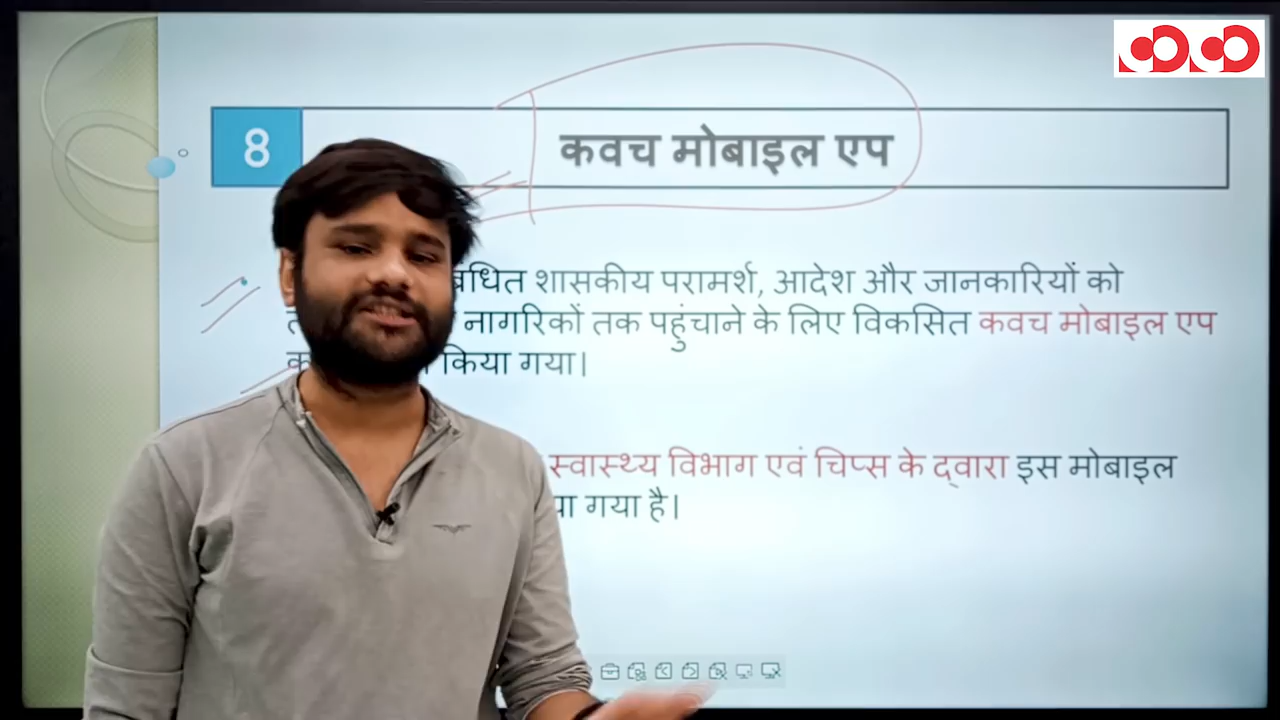 8
कवच मोबाइल एप
शासकीय परामर्श, आदेश और जानकारियों को
नागरिकों तक पहुंचाने के लिए विकसित कवच मोबाइल एप
किया गया।
स्वास्थ्य विभाग एवं चिप्स के द्वारा इस मोबाइल
गया है।